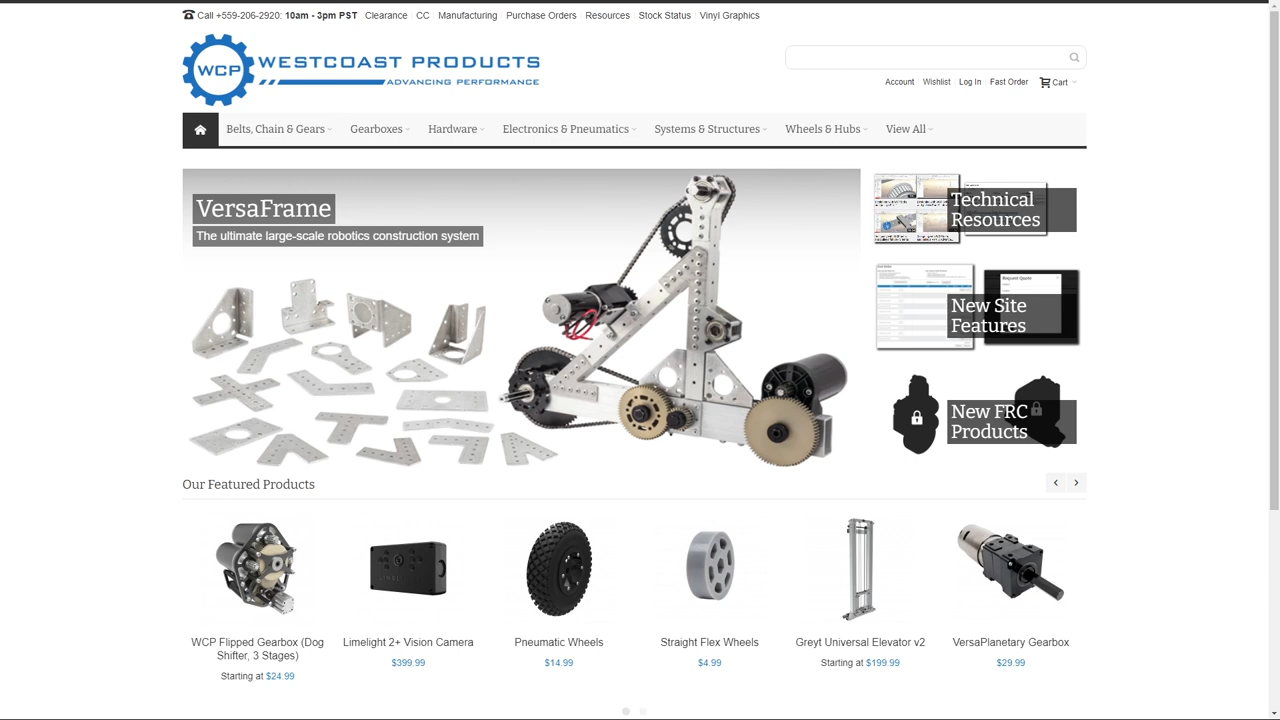 Call +559-206-2920: 10am - 3pm PST Clearance CC Manufacturing Purchase Orders Resources Stock Status Vinyl Graphics
WCP WESTCOAST PRODUCTS
ADVANCING PERFORMANCE
Account Wishlist Log In Fast Order Cart
Belts, Chain & Gears Gearboxes Hardware Electronics & Pneumatics Systems & Structures Wheels & Hubs View All
VersaFrame
The ultimate large-scale robotics construction system
Technical
Resources
Request Quote
New Site
Features
New FRC
Products
Our Featured Products
WCP Flipped Gearbox (Dog
Shifter, 3 Stages)
Starting at $24.99
Limelight 2+ Vision Camera
$399.99
Pneumatic Wheels
$14.99
Straight Flex Wheels
$4.99
Greyt Universal Elevator v2
Starting at $199.99
VersaPlanetary Gearbox
$29.99